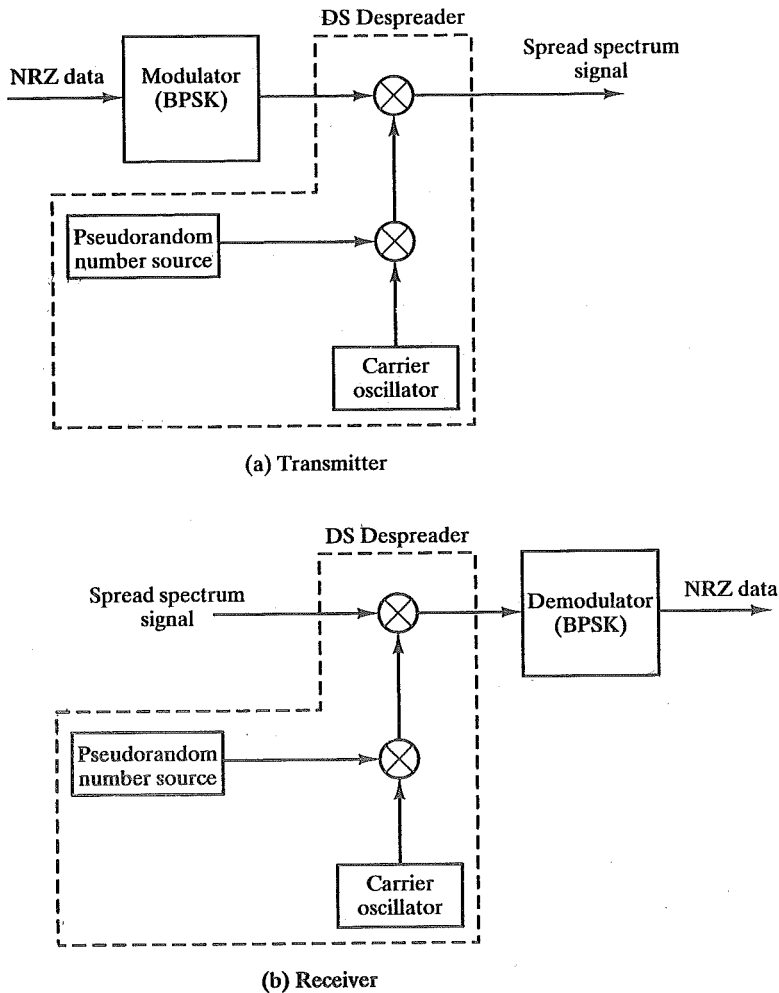 DS Despreader
Spread spectrum
signal
NRZ data
Modulator
(BPSK)
Pseudorandom
number source
Carrier
oscillator
(a) Transmitter
DS Despreader
Spread spectrum
signal
Demodulator
(BPSK)
NRZ data
Pseudorandom
number source
Carrier
oscillator
(b) Receiver